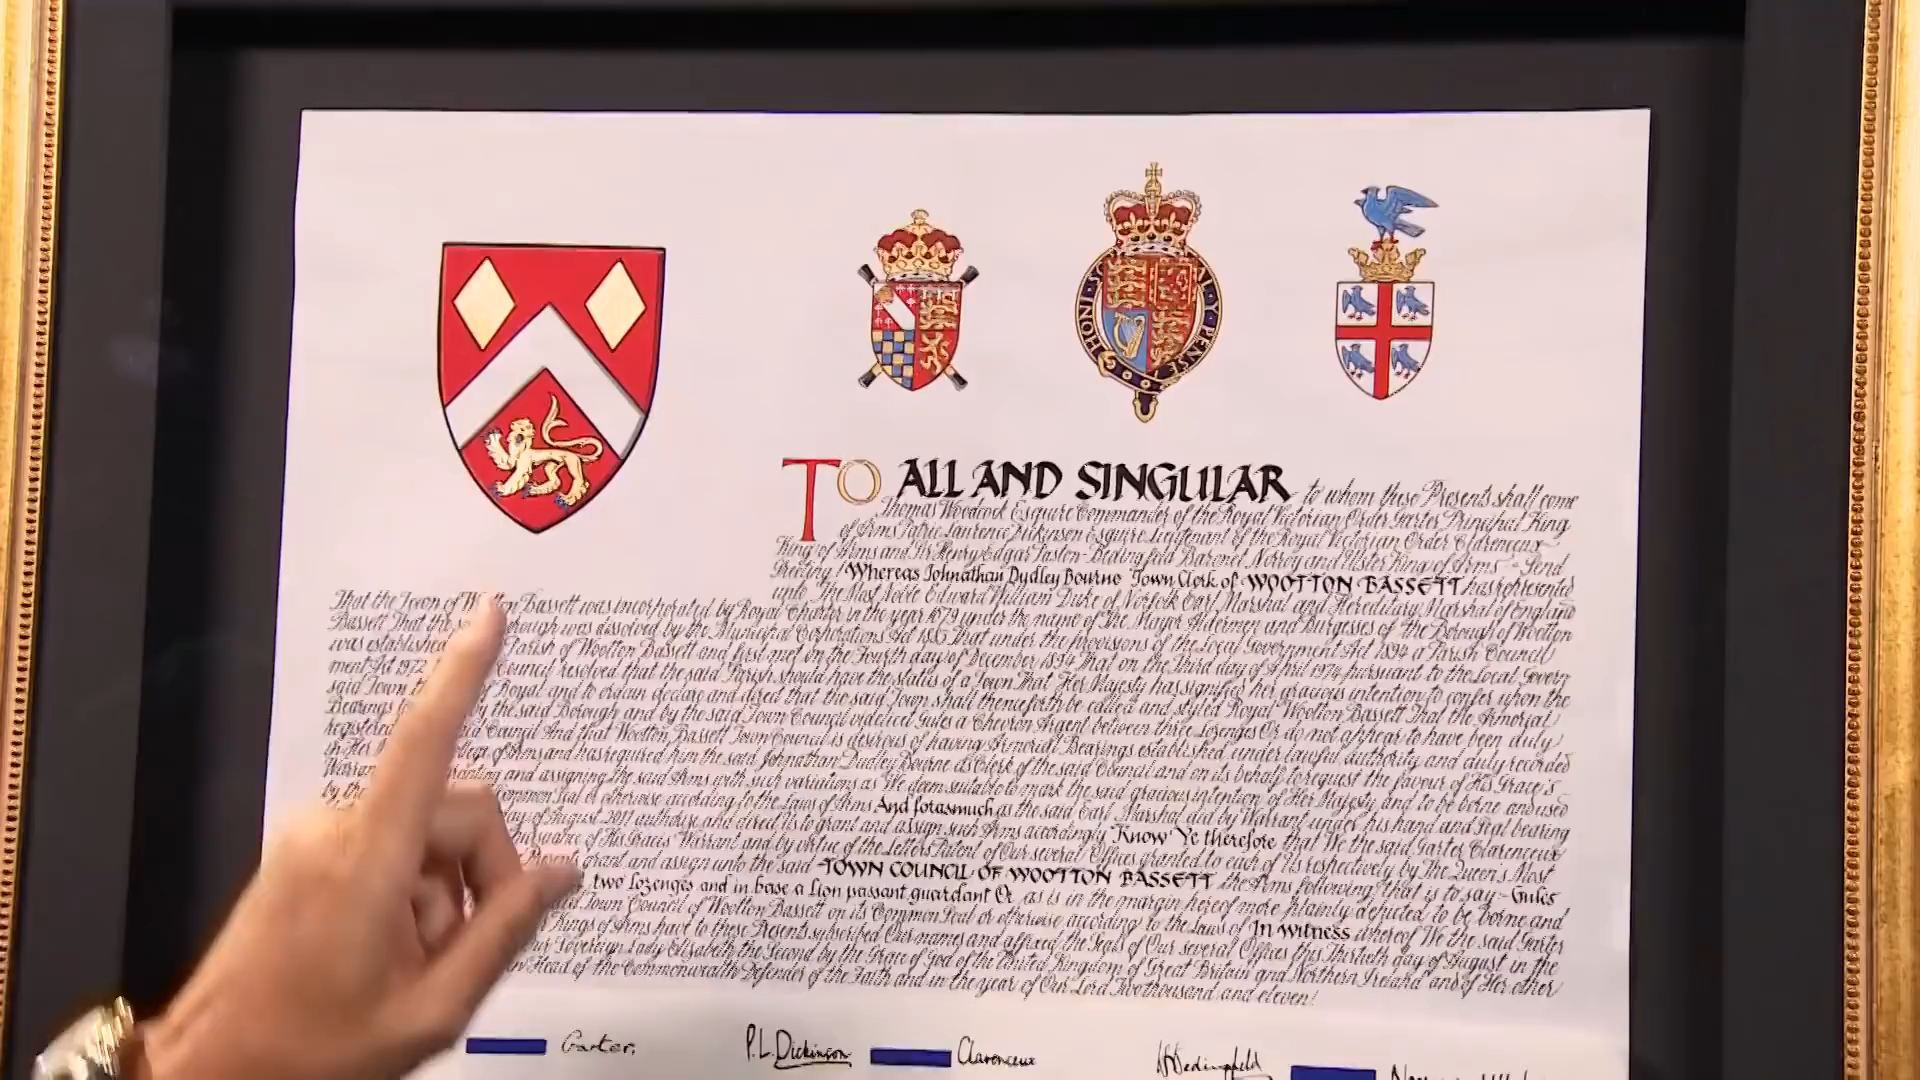 HONI SO
AL Y PENSE
TO ALL AND SINGULAR to whom these Presents shall come
Thomas Woodcock Esquire Commander of the Royal Victorian Order Garter Principal King
of Arms Patric Laurence Dickinson Esquire Lieutenant of the Royal Victorian Order Clarenceux
King of Arms and Sir Henry Edgar Paston-Bedingfeld Baronet Norroy and Ulster King of Arms Send
Greeting! Whereas Johnathan Dudley Bourne Town Clerk of WOOTTON BASSETT has represented
unto The Most Noble Edward William Duke of Norfolk Earl Marshal and Hereditary Marshal of England
That the Town of Bassett was incorporated by Royal Charter in the year 1679 under the name of The Mayor Aldermen and Burgesses of the Borough of Wootton
Bassett That the was dissolved by the Municipal Corporations Act 1883 That under the provisions of the Local Government Act 1894 a Parish Council
was established Parish of Wootton Bassett and first met on the Fourth day of December 1894 That on the Third day of April 1974 pursuant to the Local Govern
ment Act 1972 Council resolved that the said Parish should have the status of a Town That Her Majesty has signified her gracious intention to confer upon the
said Town of Royal and to ordain declare and direct that the said Town shall thenceforth be called and styled Royal Wootton Bassett That the Armorial
Bearings by the said Borough and by the said Town Council videlicet Gules a Chevron Argent between three Lozenges Or do not appear to have been duly
registered Council And that Wootton Bassett Town Council is desirous of having Armorial Bearings established under lawful authority and duly recorded
in Her of Arms and has required him the said Johnathan Dudley Bourne as Clerk of the said Council and on its behalf to request the favour of His Grace's
Warrant granting and assigning the said Arms with such variations as We deem suitable to mark the said gracious intention of Her Majesty and to be borne and used
by the Common Seal or otherwise according to the Laws of Arms And forasmuch as the said Earl Marshal did by Warrant under his hand and Seal bearing
day of August 2011 authorise and direct Us to grant and assign such Arms accordingly Know Ye therefore that We the said Garter Clarenceux
of His Grace's Warrant and by virtue of the Letters Patent of Our several Offices granted to each of Us respectively by The Queen's Most
Presents grant and assign unto the said TOWN COUNCIL OF WOOTTON BASSETT the Arms following that is to say Gules
two Lozenges and in base a Lion passant guardant Or as is in the margin hereof more plainly depicted to be borne and
Town Council of Wootton Bassett on its Common Seal or otherwise according to the Laws of In witness whereof We the said Garter
Kings of Arms have to these Presents subscribed Our names and affixed the Seals of Our several Offices this Thirtieth day of August in the
Our Sovereign Lady Elizabeth the Second by the Grace of God of the United Kingdom of Great Britain and Northern Ireland and of Her other
Head of the Commonwealth Defender of the Faith and in the year of Our Lord Two thousand and eleven!
Garter. P.L. Dickinson Clarenceux